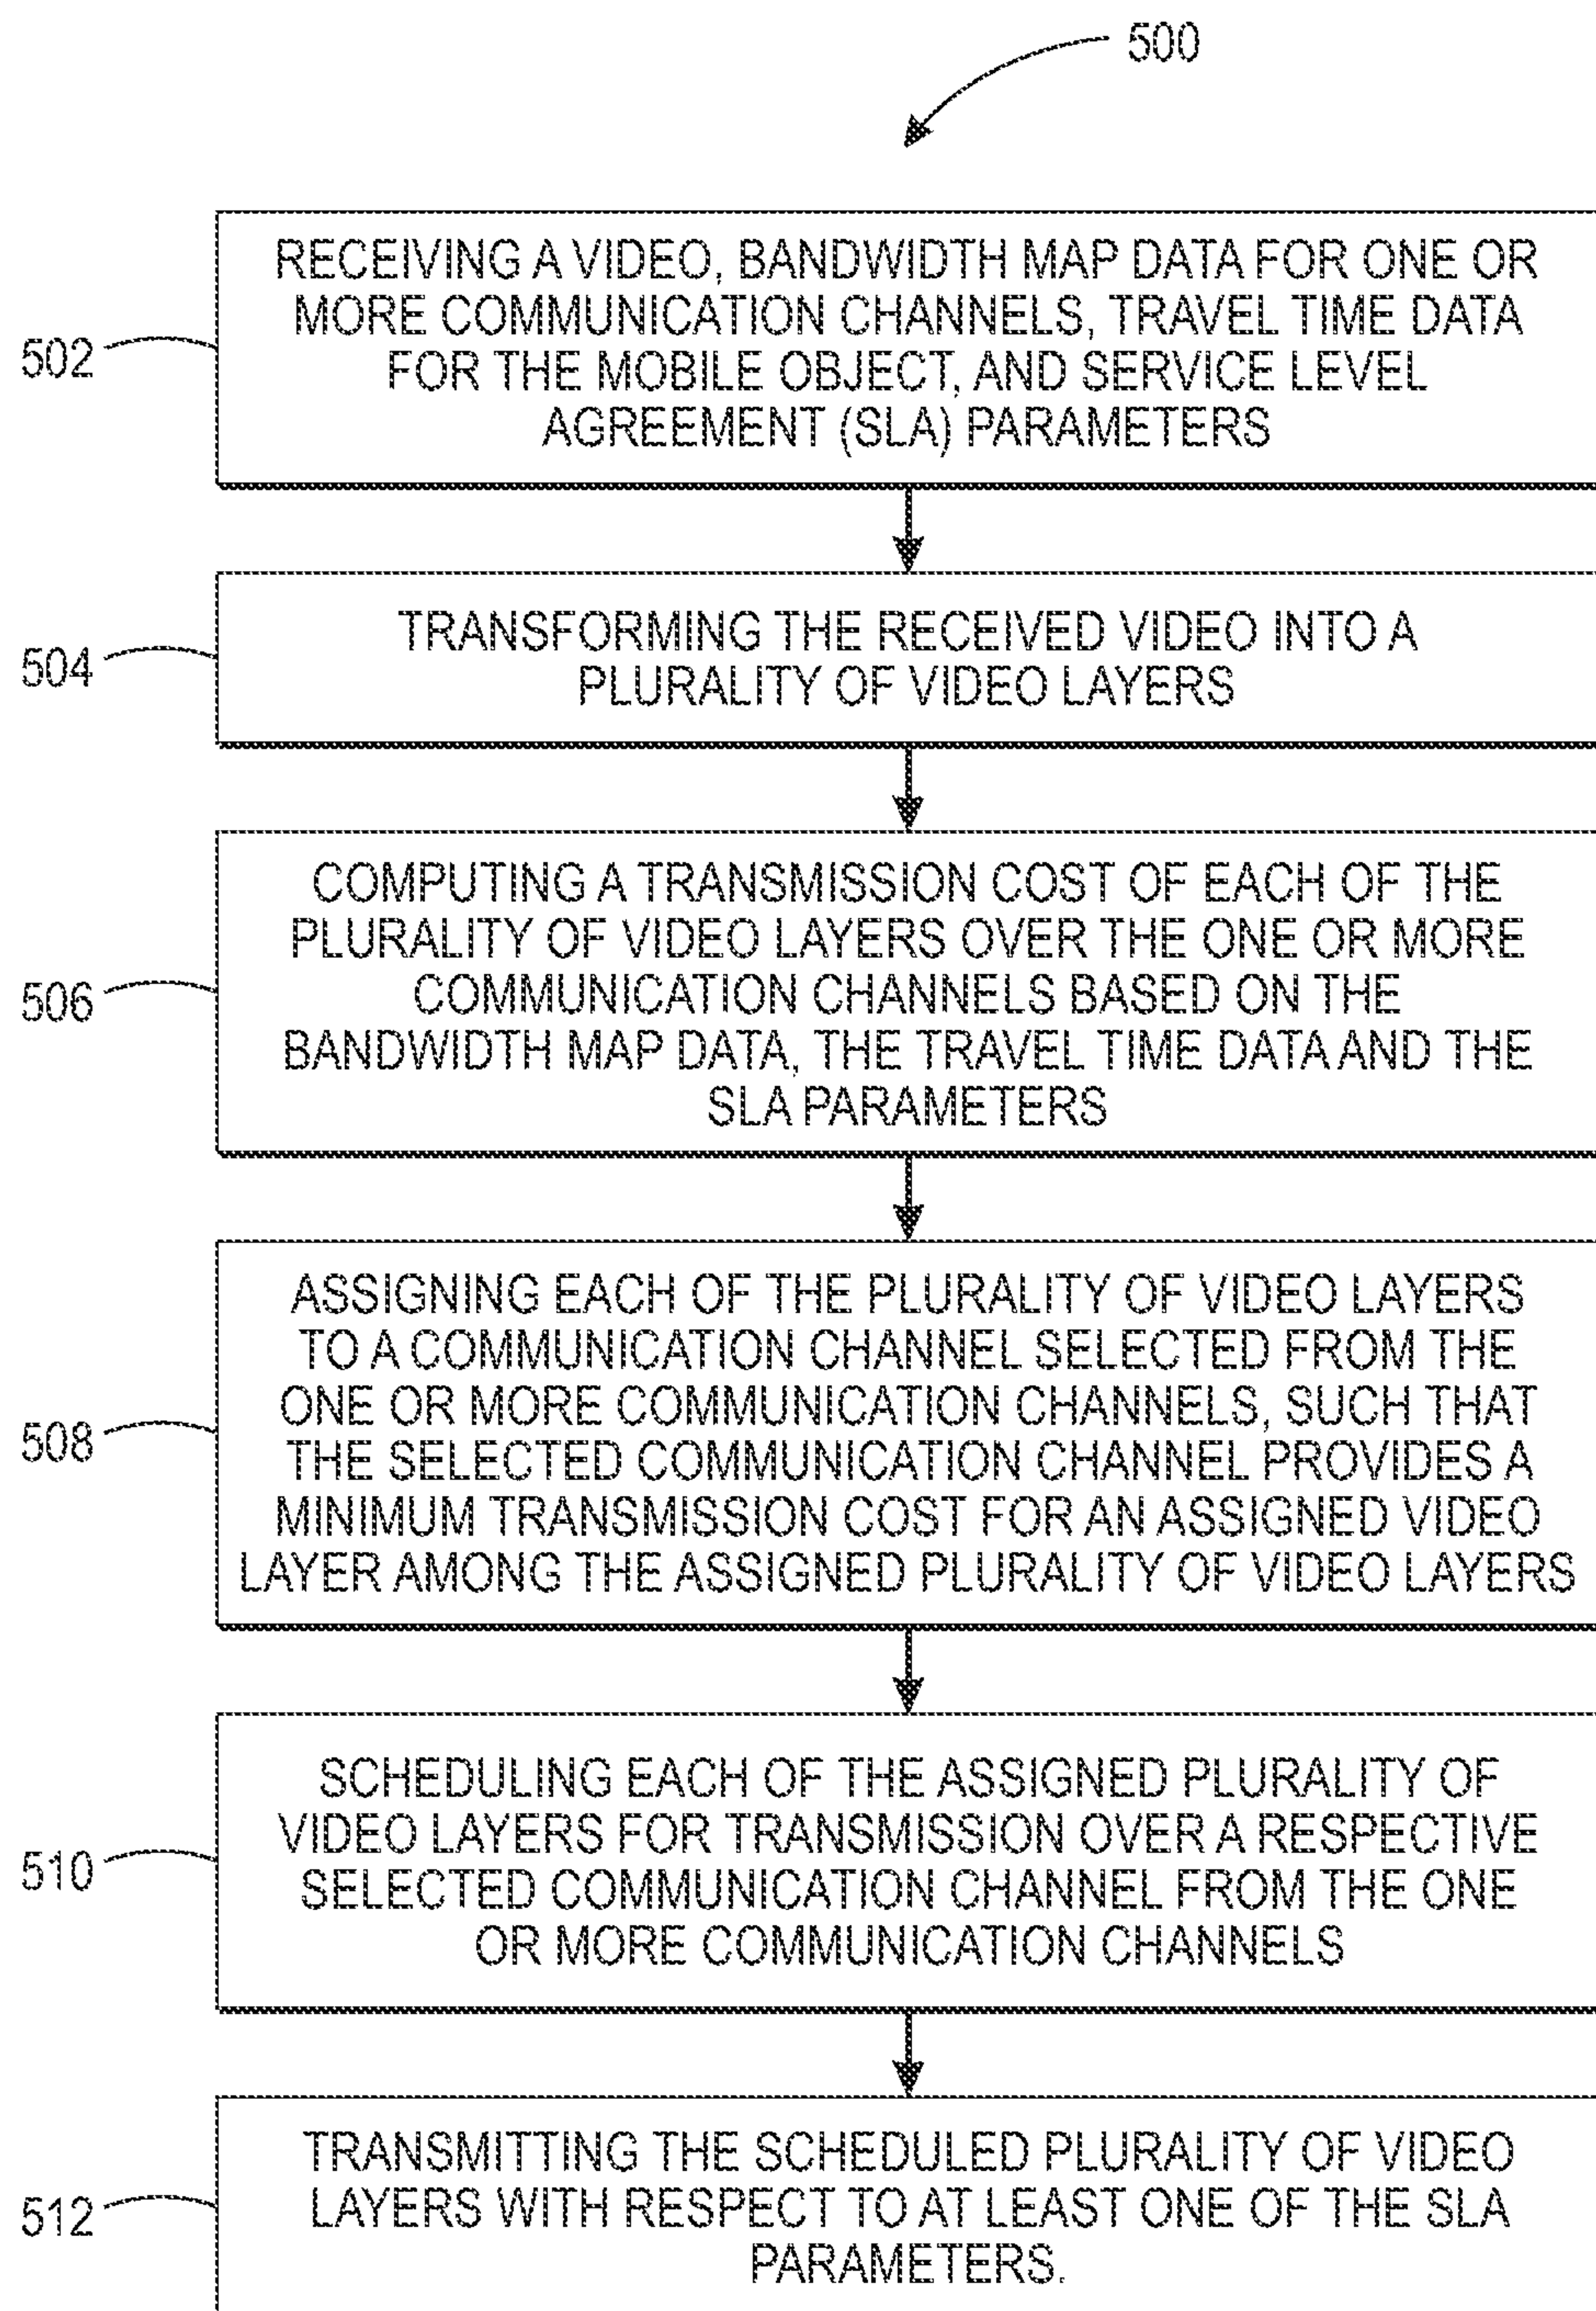 500
502
RECEIVING A VIDEO, BANDWIDTH MAP DATA FOR ONE OR
MORE COMMUNICATION CHANNELS, TRAVEL TIME DATA
FOR THE MOBILE OBJECT, AND SERVICE LEVEL
AGREEMENT (SLA) PARAMETERS
504
TRANSFORMING THE RECEIVED VIDEO INTO A
PLURALITY OF VIDEO LAYERS
506
COMPUTING A TRANSMISSION COST OF EACH OF THE
PLURALITY OF VIDEO LAYERS OVER THE ONE OR MORE
COMMUNICATION CHANNELS BASED ON THE
BANDWIDTH MAP DATA, THE TRAVEL TIME DATA AND THE
SLA PARAMETERS
508
ASSIGNING EACH OF THE PLURALITY OF VIDEO LAYERS
TO A COMMUNICATION CHANNEL SELECTED FROM THE
ONE OR MORE COMMUNICATION CHANNELS, SUCH THAT
THE SELECTED COMMUNICATION CHANNEL PROVIDES A
MINIMUM TRANSMISSION COST FOR AN ASSIGNED VIDEO
LAYER AMONG THE ASSIGNED PLURALITY OF VIDEO LAYERS
510
SCHEDULING EACH OF THE ASSIGNED PLURALITY OF
VIDEO LAYERS FOR TRANSMISSION OVER A RESPECTIVE
SELECTED COMMUNICATION CHANNEL FROM THE ONE
OR MORE COMMUNICATION CHANNELS
512
TRANSMITTING THE SCHEDULED PLURALITY OF VIDEO
LAYERS WITH RESPECT TO AT LEAST ONE OF THE SLA
PARAMETERS.